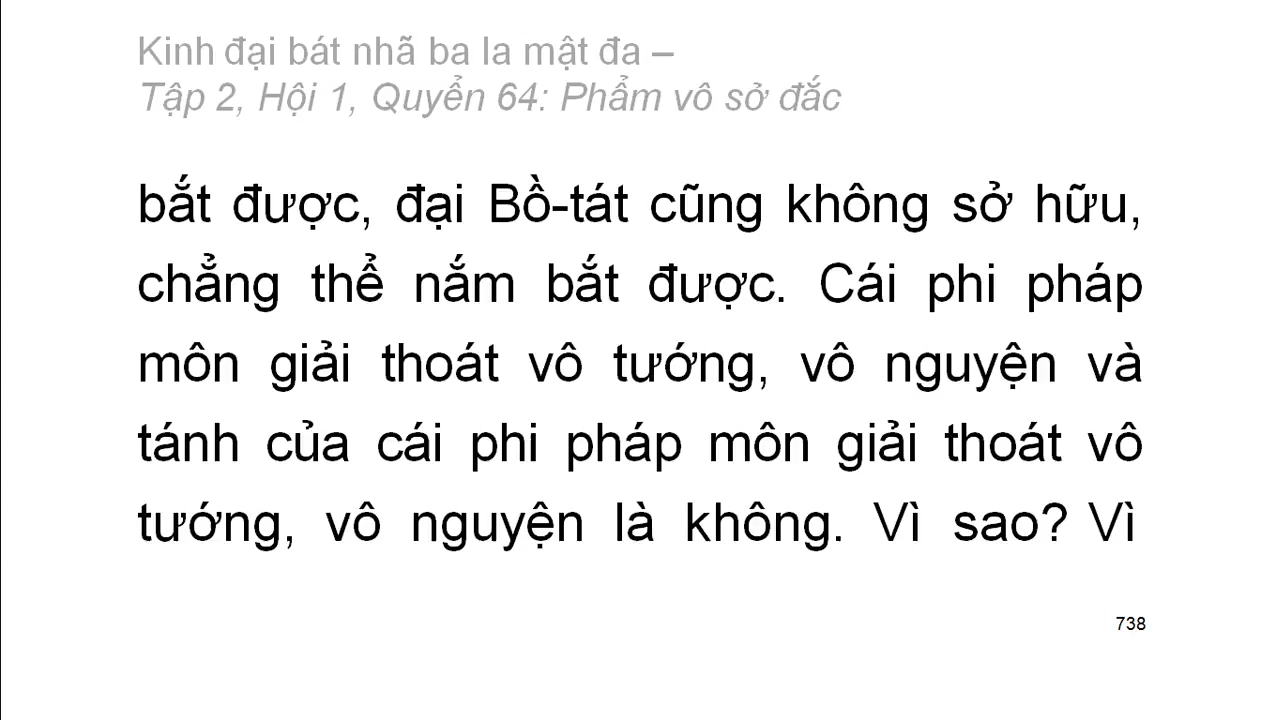 Kinh đại bát nhã ba la mật đa –
Tập 2, Hội 1, Quyển 64: Phẩm vô sở đắc
bắt được, đại Bồ-tát cũng không sở hữu,
chẳng thể nắm bắt được. Cái phi pháp
môn giải thoát vô tướng, vô nguyện và
tánh của cái phi pháp môn giải thoát vô
tướng, vô nguyện là không. Vì sao? Vì
738